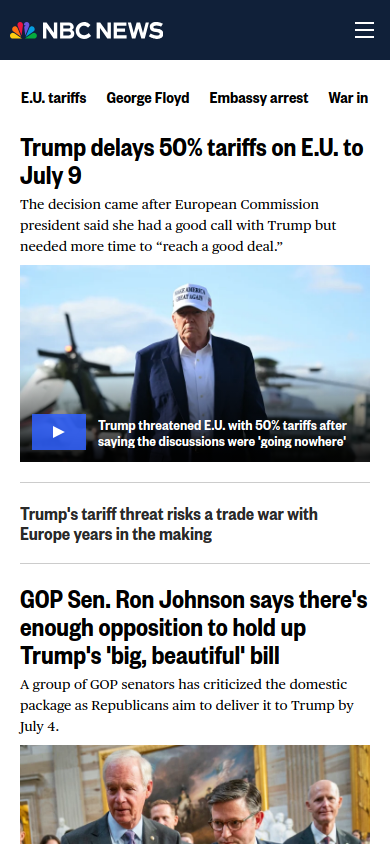 NBC NEWS
E.U. tariffs George Floyd Embassy arrest War in
Trump delays 50% tariffs on E.U. to
July 9
The decision came after European Commission
president said she had a good call with Trump but
needed more time to “reach a good deal.”
MAKE AMERICA
GREAT AGAIN
Trump threatened E.U. with 50% tariffs after
saying the discussions were 'going nowhere'
Trump's tariff threat risks a trade war with
Europe years in the making
GOP Sen. Ron Johnson says there's
enough opposition to hold up
Trump's 'big, beautiful' bill
A group of GOP senators has criticized the domestic
package as Republicans aim to deliver it to Trump by
July 4.